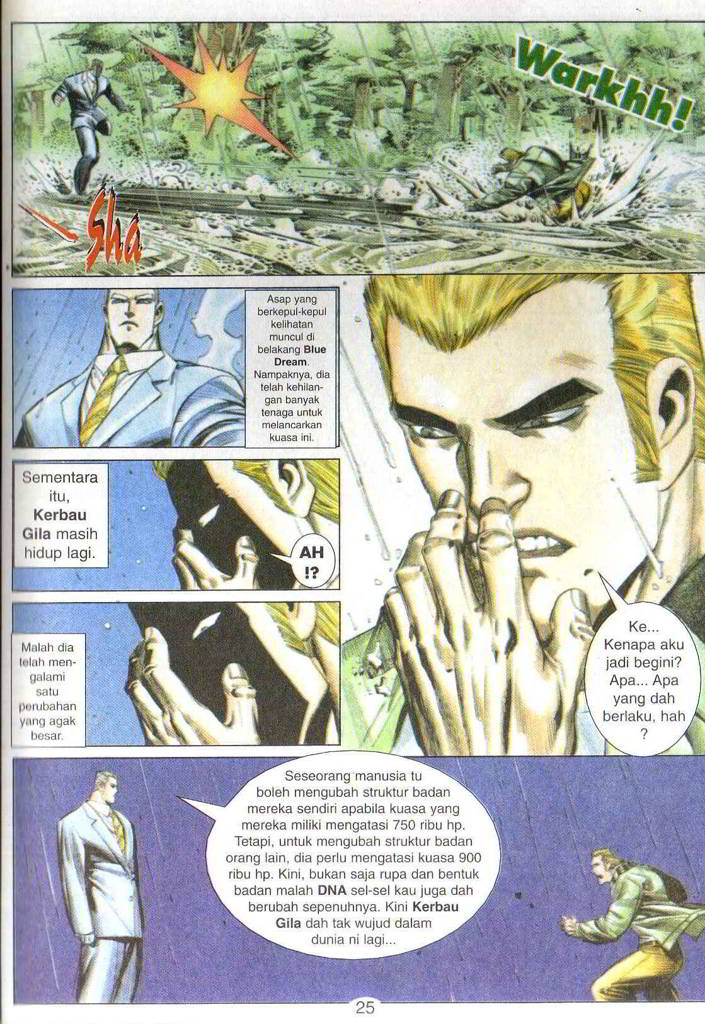 Warkhh!
Sha
Asap yang
berkepul-kepul
kelihatan
muncul di
belakang Blue
Dream.
Nampaknya, dia
telah kehilan-
gan banyak
tenaga untuk
melancarkan
kuasa ini.
Sementara
itu,
Kerbau
Gila masih
hidup lagi.
AH
!?
Malah dia
telah men-
galami
satu
perubahan
yang agak
besar.
Ke...
Kenapa aku
jadi begini?
Apa... Apa
yang dah
berlaku, hah
?
Seseorang manusia tu
boleh mengubah struktur badan
mereka sendiri apabila kuasa yang
mereka miliki mengatasi 750 ribu hp.
Tetapi, untuk mengubah struktur badan
orang lain, dia perlu mengatasi kuasa 900
ribu hp. Kini, bukan saja rupa dan bentuk
badan malah DNA sel-sel kau juga dah
berubah sepenuhnya. Kini Kerbau
Gila dah tak wujud dalam
dunia ni lagi...
25